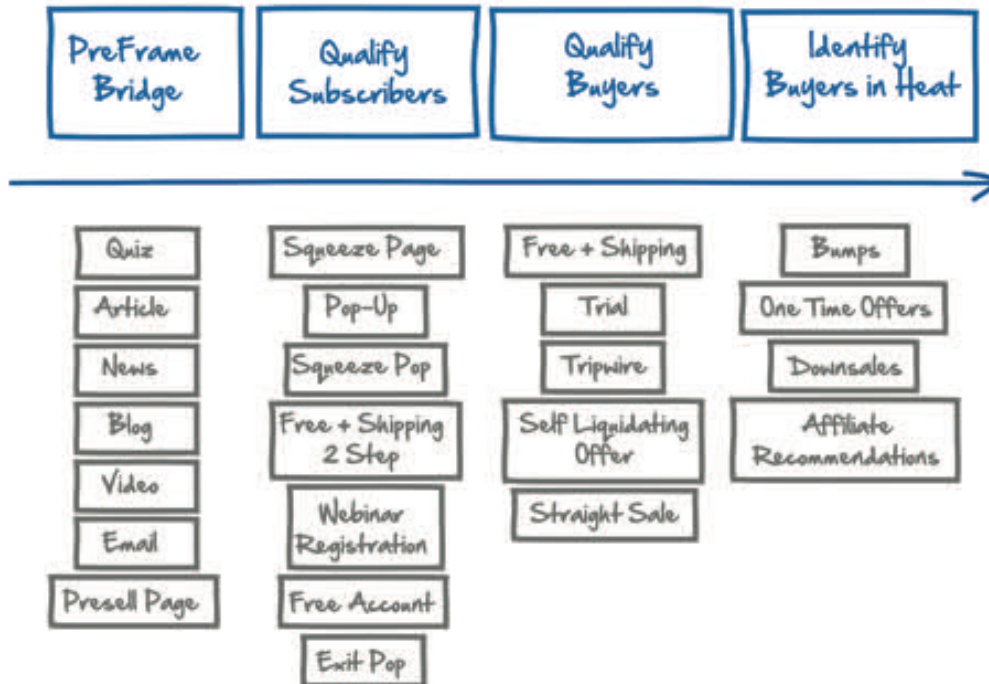 PreFrame
Bridge
Qualify
Subscribers
Qualify
Buyers
Identify
Buyers in Heat
Quiz
Article
News
Blog
Video
Email
Presell Page
Squeeze Page
Pop-Up
Squeeze Pop
Free + Shipping
2 Step
Webinar
Registration
Free Account
Exit Pop
Free + Shipping
Trial
Tripwire
Self Liquidating
Offer
Straight Sale
Bumps
One Time Offers
Downsales
Affiliate
Recommendations